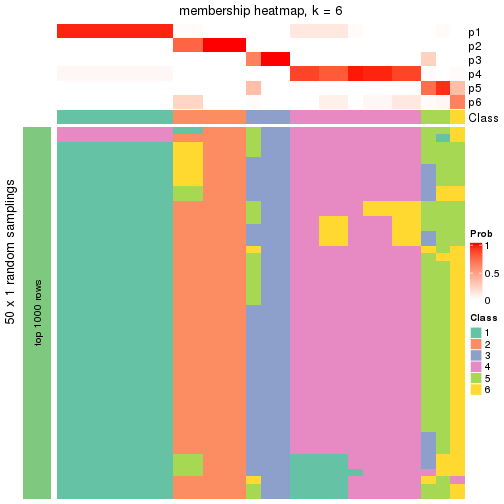 membership heatmap, k = 6
p1
p2
p3
p4
p5
p6
Class
50 x 1 random samplings
top 1000 rows
Prob
1
0.5
0
Class
1
2
3
4
5
6